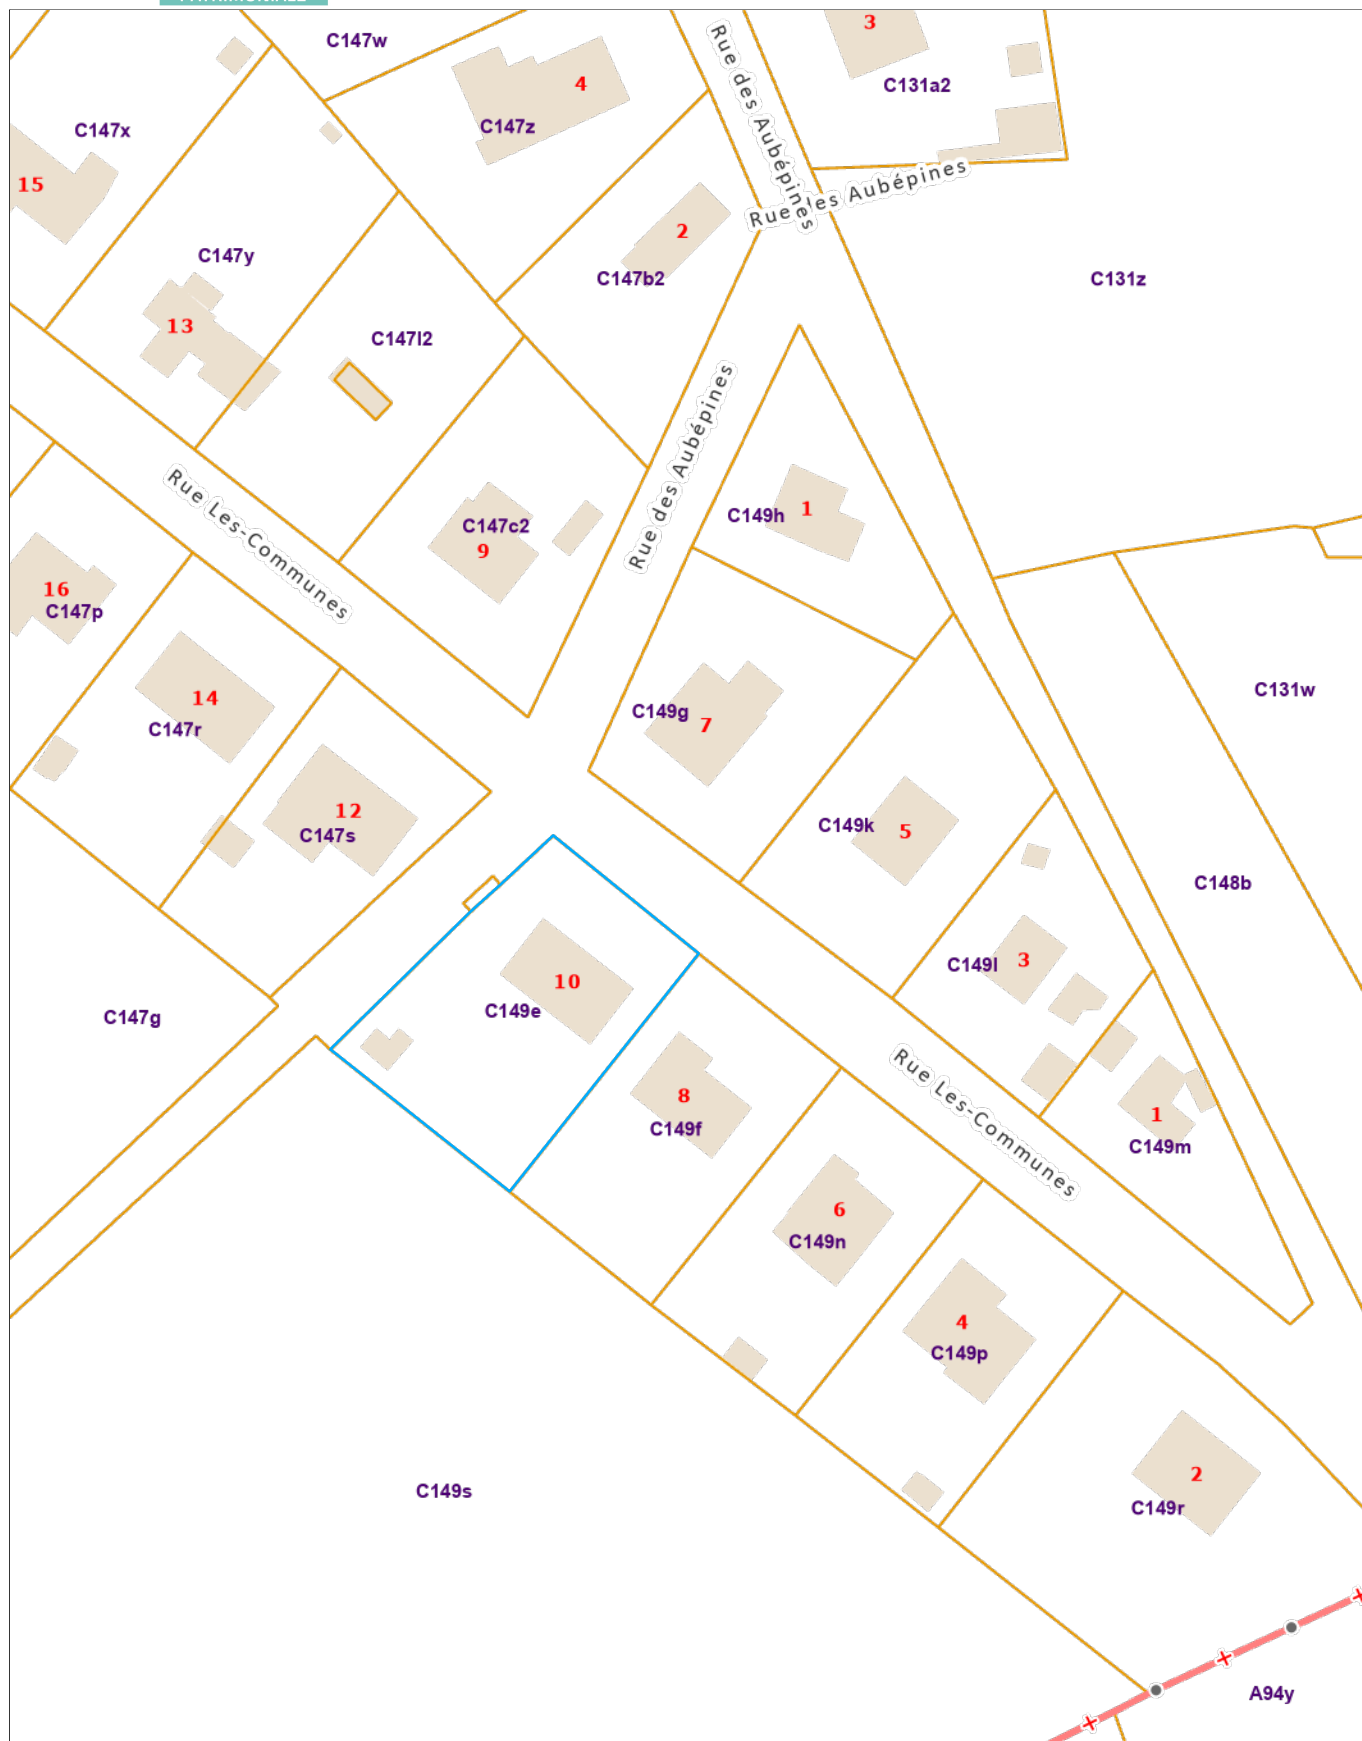 C147w
3
C131a2
4
C147z
C147x
15
Rue des Aubépines
Rue des Aubépines
2
C147b2
C147y
13
C147l2
C131z
Rue des Aubépines
C147c2
9
C149h
1
Rue Les-Communes
16
C147p
14
C147r
C149g
7
C131w
12
C147s
C149k
5
C148b
C149l
3
10
C149e
C147g
8
C149f
Rue Les-Communes
1
C149m
6
C149n
4
C149p
2
C149r
C149s
A94y